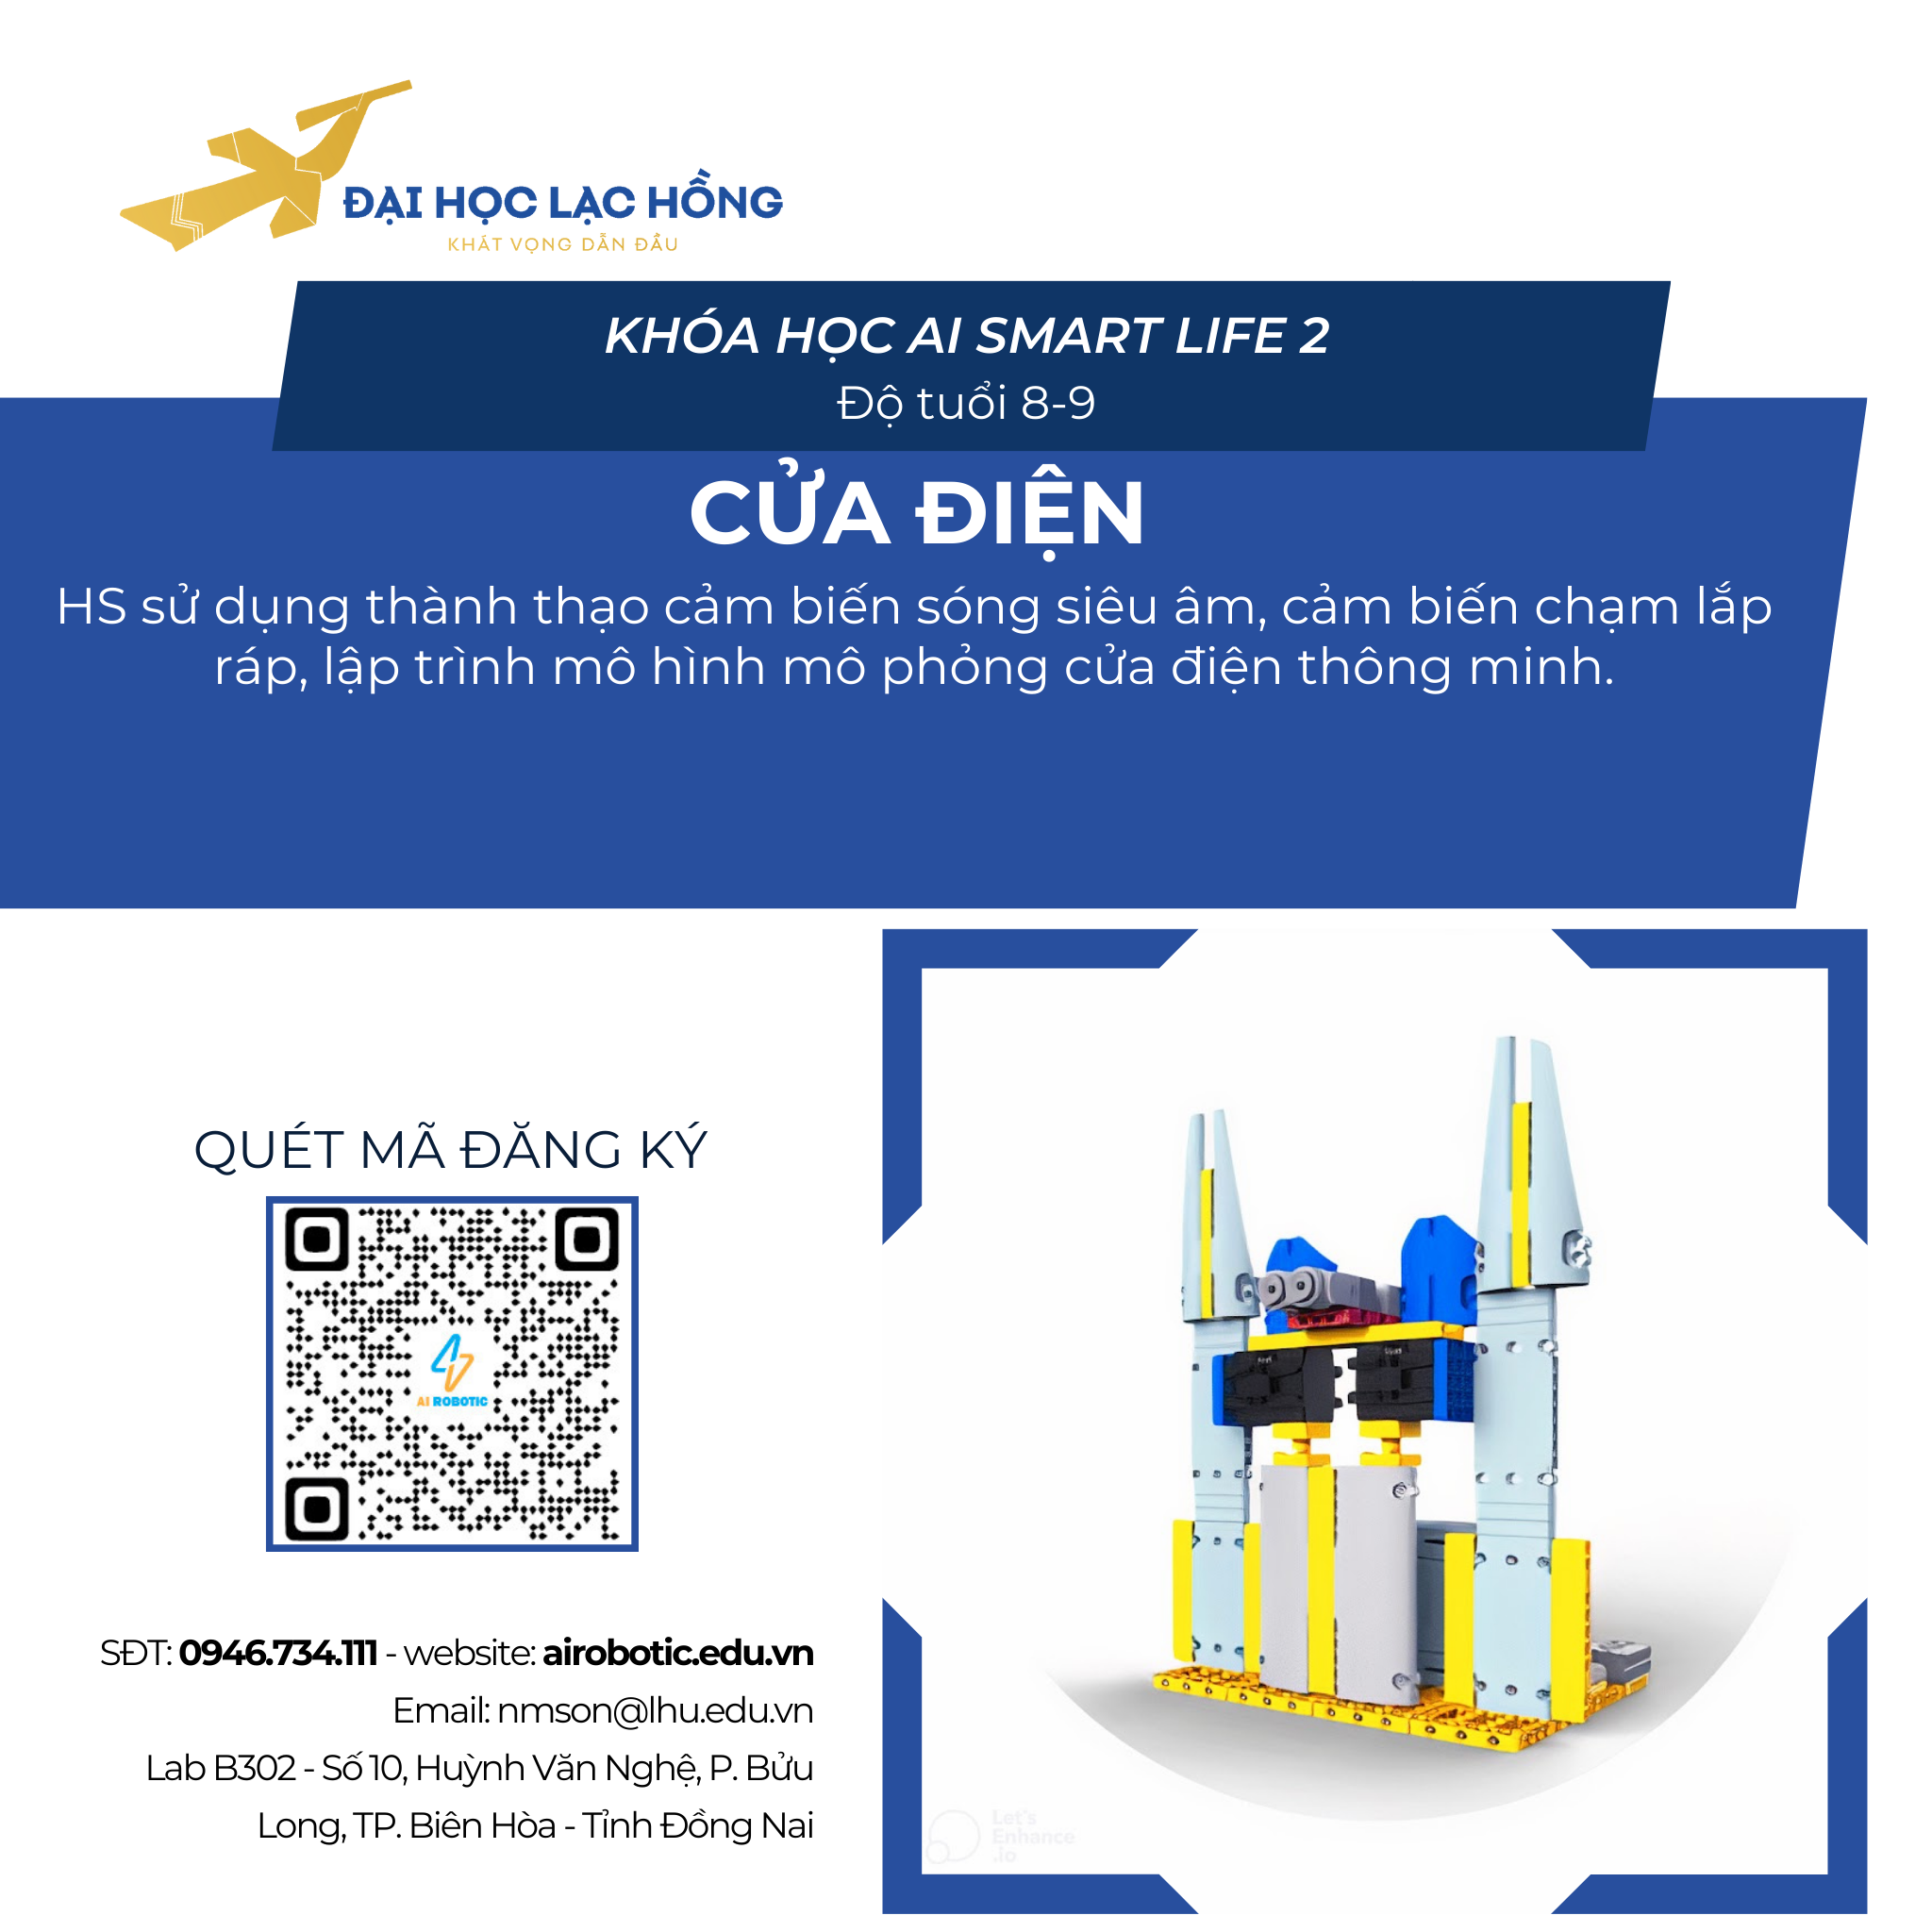 ĐẠI HỌC LẠC HỒNG
KHÁT VỌNG DẪN ĐẦU
KHÓA HỌC AI SMART LIFE 2
Độ tuổi 8-9
CỬA ĐIỆN
HS sử dụng thành thạo cảm biến sóng siêu âm, cảm biến chạm lắp
ráp, lập trình mô hình mô phỏng cửa điện thông minh.
QUÉT MÃ ĐĂNG KÝ
AI ROBOTIC
SĐT: 0946.734.111 - website: airobotic.edu.vn
Email: nmson@lhu.edu.vn
Lab B302 - Số 10, Huỳnh Văn Nghệ, P. Bửu
Long, TP. Biên Hòa - Tỉnh Đồng Nai
Let's
Enhance
.io